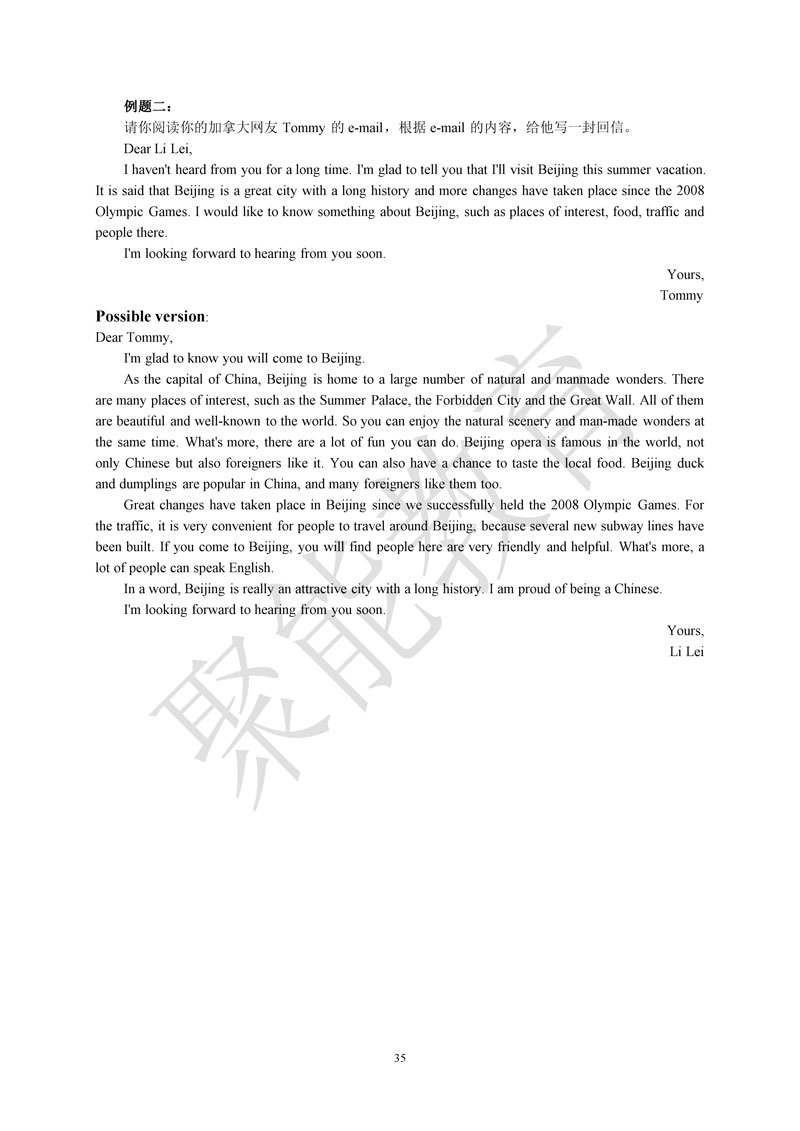 例题二：
请你阅读你的加拿大网友 Tommy 的 e-mail，根据 e-mail 的内容，给他写一封回信。
Dear Li Lei,
I haven't heard from you for a long time. I'm glad to tell you that I'll visit Beijing this summer vacation.
It is said that Beijing is a great city with a long history and more changes have taken place since the 2008
Olympic Games. I would like to know something about Beijing, such as places of interest, food, traffic and
people there.
I'm looking forward to hearing from you soon.
Yours,
Tommy
Possible version:
Dear Tommy,
I'm glad to know you will come to Beijing.
As the capital of China, Beijing is home to a large number of natural and manmade wonders. There
are many places of interest, such as the Summer Palace, the Forbidden City and the Great Wall. All of them
are beautiful and well-known to the world. So you can enjoy the natural scenery and man-made wonders at
the same time. What's more, there are a lot of fun you can do. Beijing opera is famous in the world, not
only Chinese but also foreigners like it. You can also have a chance to taste the local food. Beijing duck
and dumplings are popular in China, and many foreigners like them too.
Great changes have taken place in Beijing since we successfully held the 2008 Olympic Games. For
the traffic, it is very convenient for people to travel around Beijing, because several new subway lines have
been built. If you come to Beijing, you will find people here are very friendly and helpful. What's more, a
lot of people can speak English.
In a word, Beijing is really an attractive city with a long history. I am proud of being a Chinese.
I'm looking forward to hearing from you soon.
Yours,
Li Lei
聚能教育
35